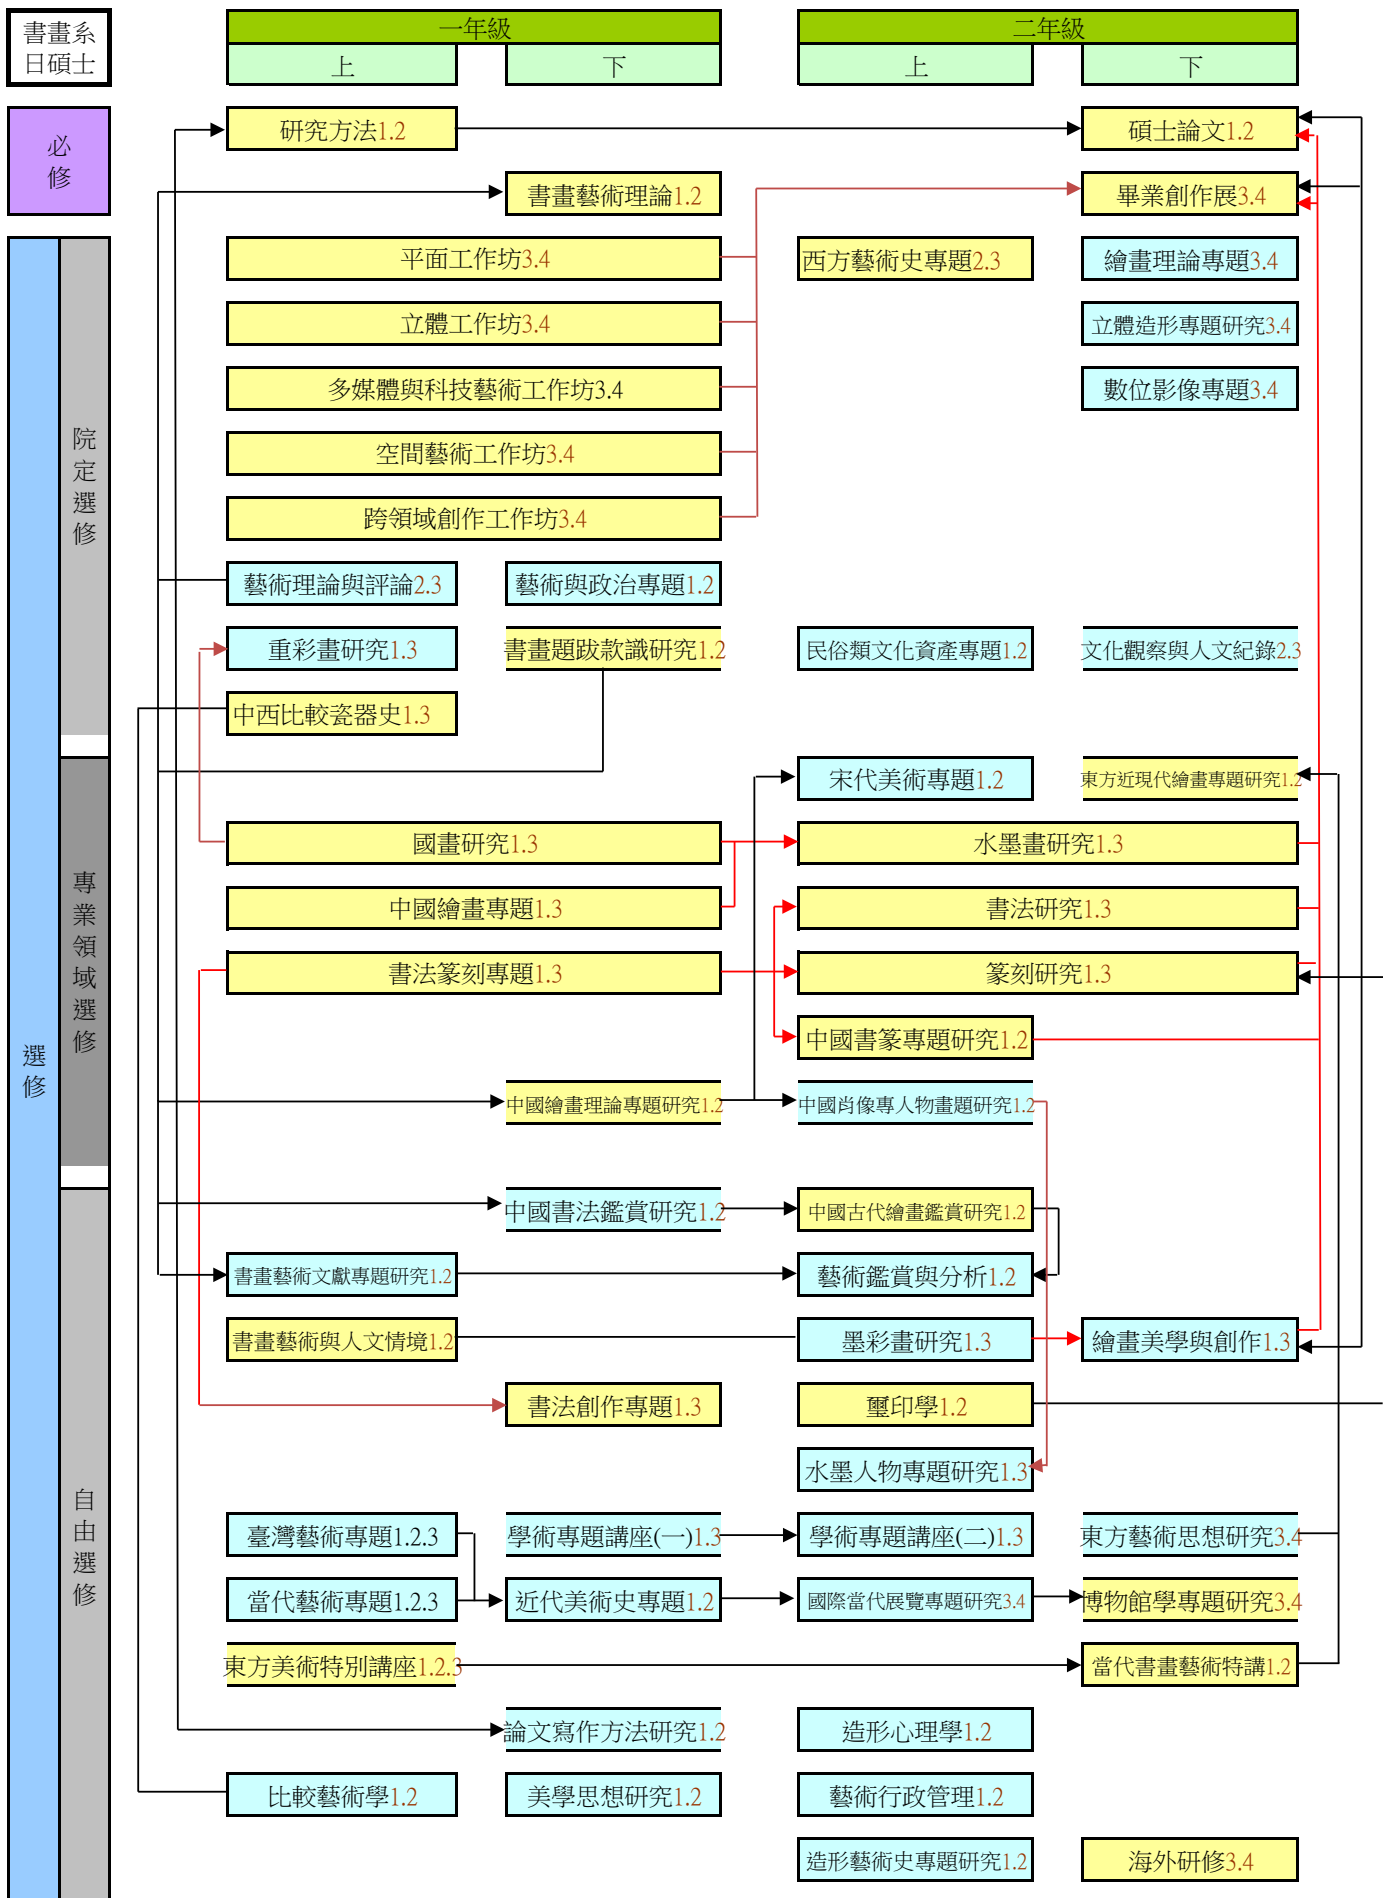 書畫系
日碩士
一年級
二年級
上
下
上
下
必
修
研究方法1.2
碩士論文1.2
書畫藝術理論1.2
畢業創作展3.4
選
修
院
定
選
修
平面工作坊3.4
西方藝術史專題2.3
繪畫理論專題3.4
立體工作坊3.4
立體造形專題研究3.4
多媒體與科技藝術工作坊3.4
數位影像專題3.4
空間藝術工作坊3.4
跨領域創作工作坊3.4
藝術理論與評論2.3
藝術與政治專題1.2
重彩畫研究1.3
書畫題跋款識研究1.2
民俗類文化資產專題1.2
文化觀察與人文紀錄2.3
中西比較瓷器史1.3
專
業
領
域
選
修
宋代美術專題1.2
東方近現代繪畫專題研究1.2
國畫研究1.3
水墨畫研究1.3
中國繪畫專題1.3
書法研究1.3
書法篆刻專題1.3
篆刻研究1.3
中國書篆專題研究1.2
中國繪畫理論專題研究1.2
中國肖像專人物畫題研究1.2
自
由
選
修
中國書法鑑賞研究1.2
中國古代繪畫鑑賞研究1.2
書畫藝術文獻專題研究1.2
藝術鑑賞與分析1.2
書畫藝術與人文情境1.2
墨彩畫研究1.3
繪畫美學與創作1.3
書法創作專題1.3
璽印學1.2
水墨人物專題研究1.3
臺灣藝術專題1.2.3
學術專題講座(一)1.3
學術專題講座(二)1.3
東方藝術思想研究3.4
當代藝術專題1.2.3
近代美術史專題1.2
國際當代展覽專題研究3.4
博物館學專題研究3.4
東方美術特別講座1.2.3
當代書畫藝術特講1.2
論文寫作方法研究1.2
造形心理學1.2
比較藝術學1.2
美學思想研究1.2
藝術行政管理1.2
造形藝術史專題研究1.2
海外研修3.4